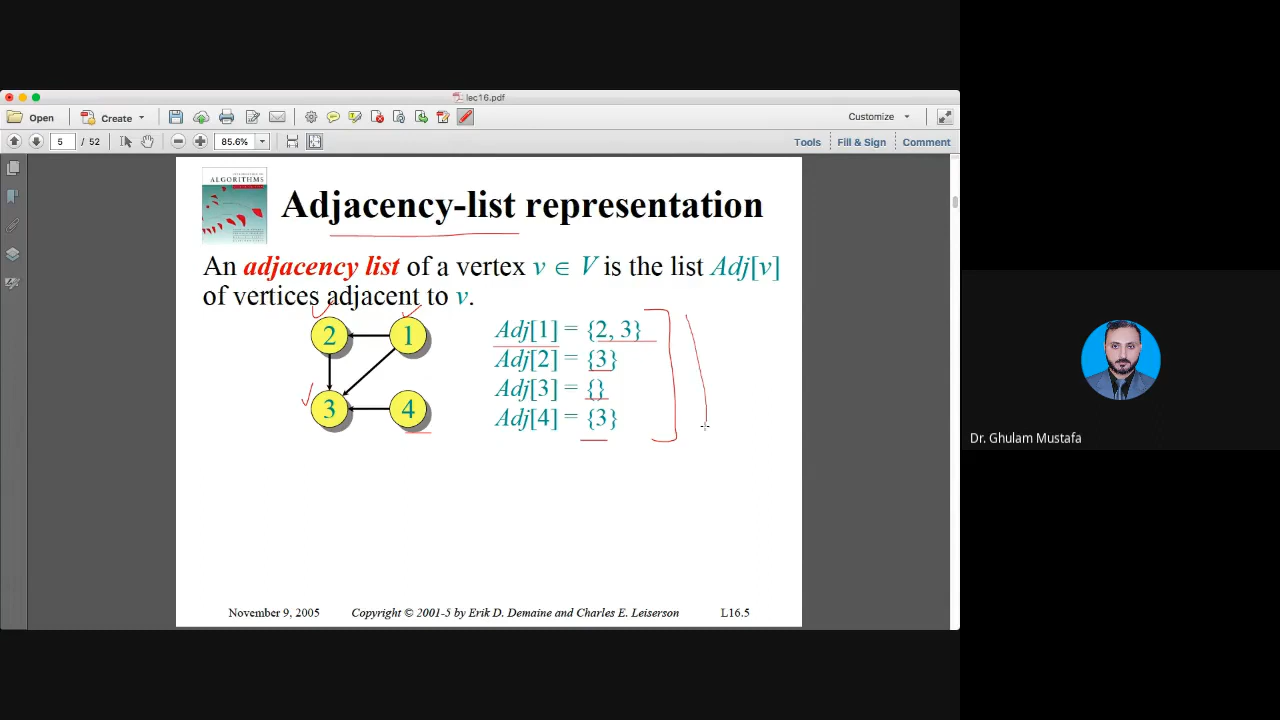 lec16.pdf
Open
Create
Customize
5 / 52
85.6%
Tools
Fill & Sign
Comment
ALGORITHMS
Adjacency-list representation
An adjacency list of a vertex v ∈ V is the list Adj[v]
of vertices adjacent to v.
2 1
3 4
Adj[1] = {2, 3}
Adj[2] = {3}
Adj[3] = {}
Adj[4] = {3}
Dr. Ghulam Mustafa
November 9, 2005 Copyright © 2001-5 by Erik D. Demaine and Charles E. Leiserson L16.5